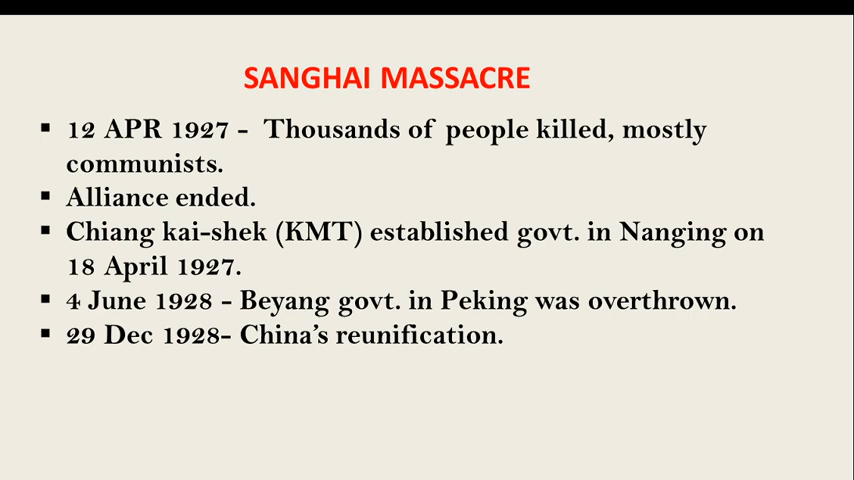 SANGHAI MASSACRE
▪ 12 APR 1927 - Thousands of people killed, mostly
communists.
▪ Alliance ended.
▪ Chiang kai-shek (KMT) established govt. in Nanging on
18 April 1927.
▪ 4 June 1928 - Beyang govt. in Peking was overthrown.
▪ 29 Dec 1928- China’s reunification.